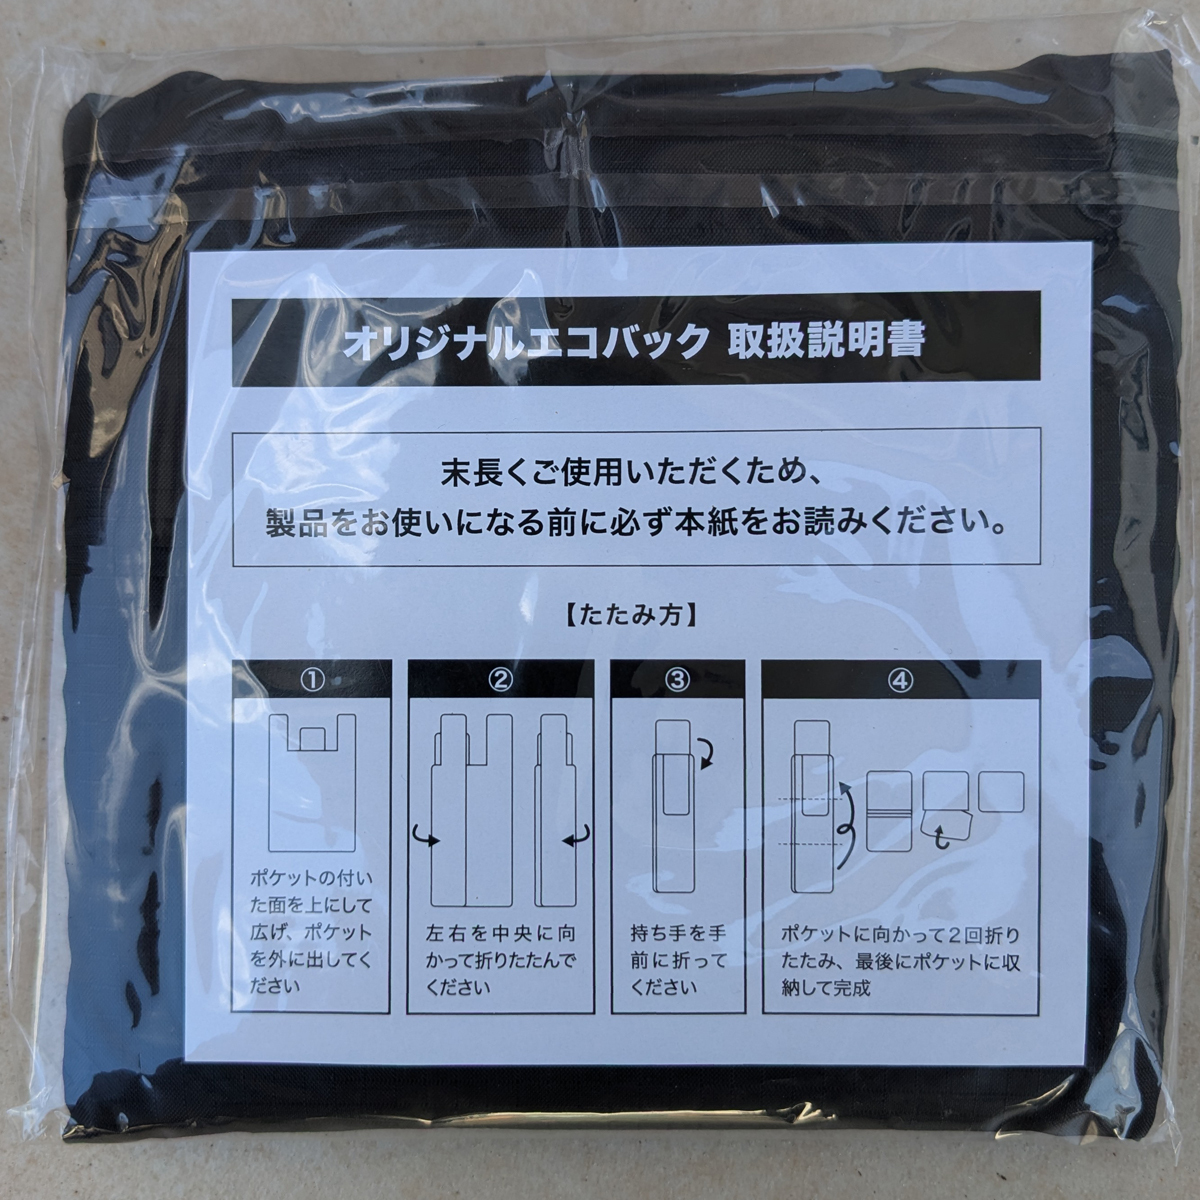 オリジナルエコバック 取扱説明書
末長くご使用いただくため、
製品をお使いになる前に必ず本紙をお読みください。
【たたみ方】
①
ポケットの付い
た面を上にして
広げ、ポケット
を外に出してく
ださい
②
左右を中央に向
かって折りたたんで
ください
③
持ち手を手
前に折って
ください
④
ポケットに向かって2回折り
たたみ、最後にポケットに収
納して完成